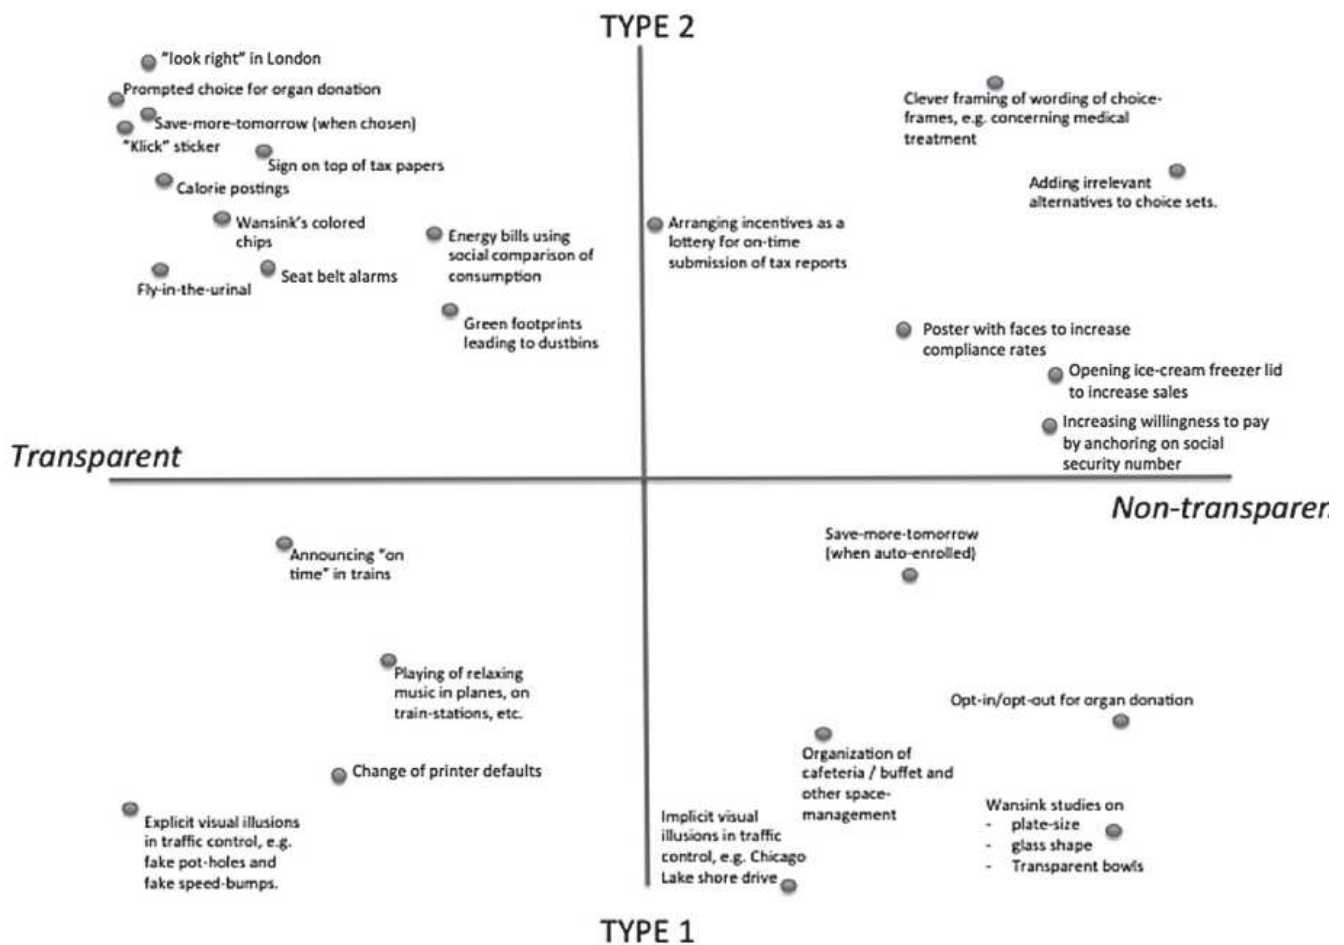 TYPE 2
"look right" in London
Prompted choice for organ donation
Save-more-tomorrow (when chosen)
"Klick" sticker
Sign on top of tax papers
Calorie postings
Wansink's colored
chips
Fly-in-the-urinal
Seat belt alarms
Energy bills using
social comparison of
consumption
Green footprints
leading to dustbins
Clever framing of wording of choice-
frames, e.g. concerning medical
treatment
Adding irrelevant
alternatives to choice sets.
Arranging incentives as a
lottery for on-time
submission of tax reports
Poster with faces to increase
compliance rates
Opening ice-cream freezer lid
to increase sales
Increasing willingness to pay
by anchoring on social
security number
Transparent
Non-transparen
Announcing "on
time" in trains
Playing of relaxing
music in planes, on
train-stations, etc.
Change of printer defaults
Explicit visual illusions
in traffic control, e.g.
fake pot-holes and
fake speed-bumps.
Save-more-tomorrow
(when auto-enrolled)
Opt-in/opt-out for organ donation
Organization of
cafeteria / buffet and
other space-
management
Implicit visual
illusions in traffic
control, e.g. Chicago
Lake shore drive
Wansink studies on
- plate-size
- glass shape
- Transparent bowls
TYPE 1